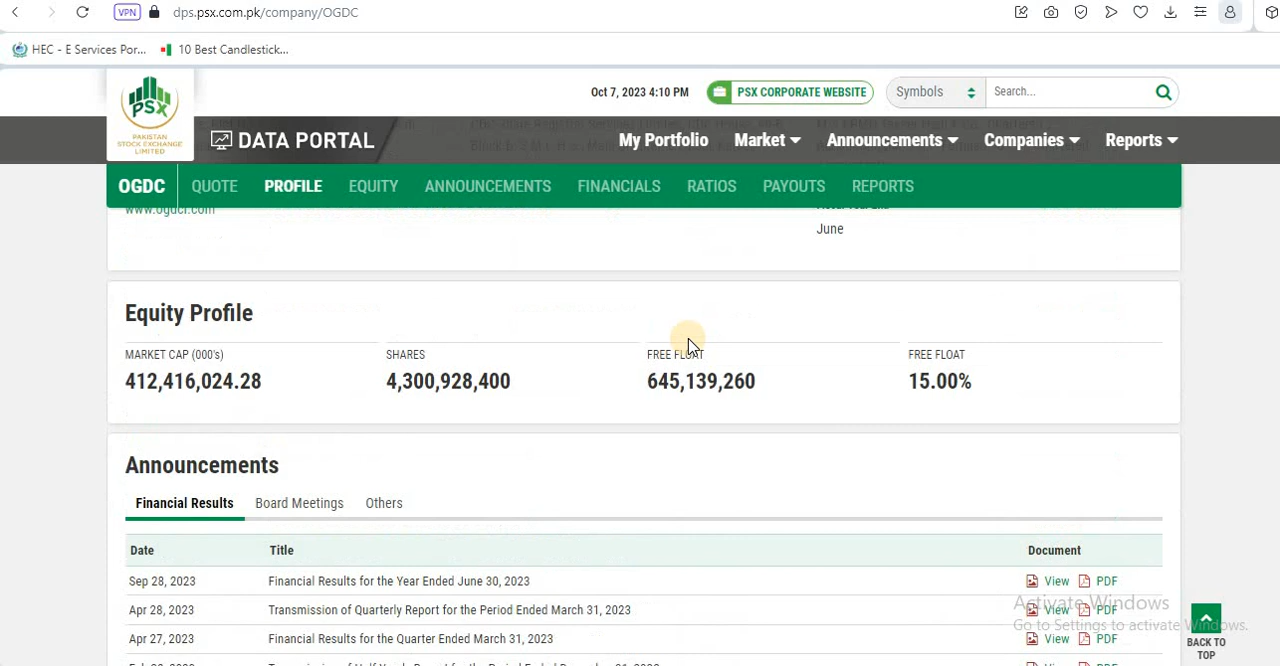 VPN dps.psx.com.pk/company/OGDC
HEC - E Services Por... 10 Best Candlestick...
PSX
PAKISTAN
STOCK EXCHANGE
LIMITED
Oct 7, 2023 4:10 PM PSX CORPORATE WEBSITE Symbols Search...
DATA PORTAL My Portfolio Market Announcements Companies Reports
OGDC QUOTE PROFILE EQUITY ANNOUNCEMENTS FINANCIALS RATIOS PAYOUTS REPORTS
www.ogdcl.com
June
Equity Profile
MARKET CAP (000's) SHARES FREE FLOAT FREE FLOAT
412,416,024.28 4,300,928,400 645,139,260 15.00%
Announcements
Financial Results Board Meetings Others
Date Title Document
Sep 28, 2023 Financial Results for the Year Ended June 30, 2023 View PDF
Apr 28, 2023 Transmission of Quarterly Report for the Period Ended March 31, 2023 View PDF
Apr 27, 2023 Financial Results for the Quarter Ended March 31, 2023 View PDF
Activate Windows
Go to Settings to activate Windows.
BACK TO
TOP